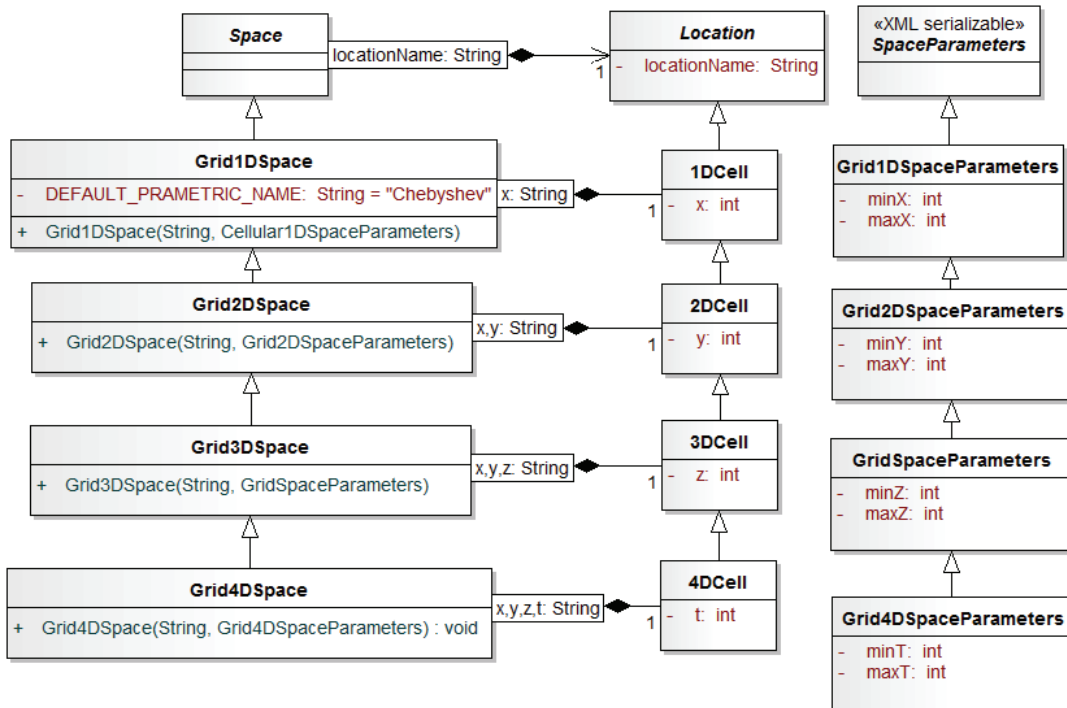 Space
locationName: String
1
Location
- locationName: String
«XML serializable»
SpaceParameters
Grid1DSpace
- DEFAULT_PRAMETRIC_NAME: String = "Chebyshev"
+ Grid1DSpace(String, Cellular1DSpaceParameters)
x: String
1
1DCell
- x: int
Grid1DSpaceParameters
- minX: int
- maxX: int
Grid2DSpace
+ Grid2DSpace(String, Grid2DSpaceParameters)
x,y: String
1
2DCell
- y: int
Grid2DSpaceParameters
- minY: int
- maxY: int
Grid3DSpace
+ Grid3DSpace(String, GridSpaceParameters)
x,y,z: String
1
3DCell
- z: int
GridSpaceParameters
- minZ: int
- maxZ: int
Grid4DSpace
+ Grid4DSpace(String, Grid4DSpaceParameters) : void
x,y,z,t: String
1
4DCell
- t: int
Grid4DSpaceParameters
- minT: int
- maxT: int